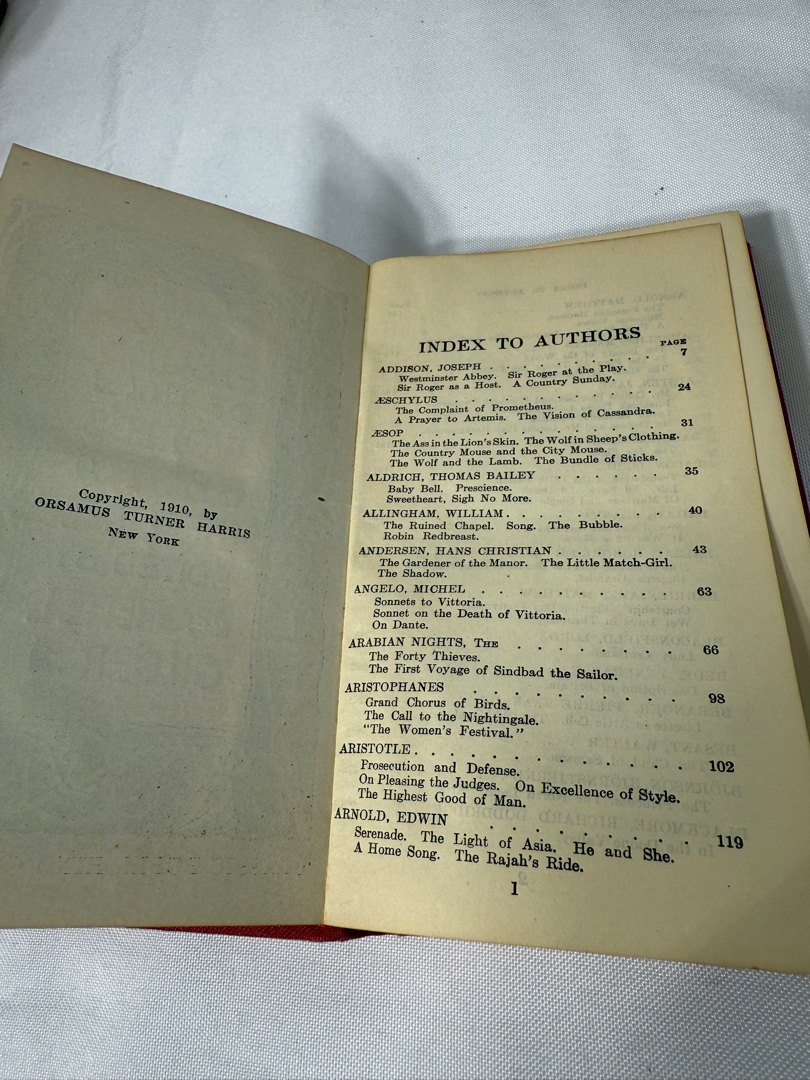 Copyright, 1910, by
ORSAMUS TURNER HARRIS
NEW YORK
INDEX TO AUTHORS
PAGE
ADDISON, JOSEPH . . . . . . . . . . 7
Westminster Abbey. Sir Roger at the Play.
Sir Roger as a Host. A Country Sunday.
ÆSCHYLUS . . . . . . . . . . . 24
The Complaint of Prometheus.
A Prayer to Artemis. The Vision of Cassandra.
ÆSOP . . . . . . . . . . . . . 31
The Ass in the Lion's Skin. The Wolf in Sheep's Clothing.
The Country Mouse and the City Mouse.
The Wolf and the Lamb. The Bundle of Sticks.
ALDRICH, THOMAS BAILEY . . . . . . 35
Baby Bell. Prescience.
Sweetheart, Sigh No More.
ALLINGHAM, WILLIAM . . . . . . . . . 40
The Ruined Chapel. Song. The Bubble.
Robin Redbreast.
ANDERSEN, HANS CHRISTIAN . . . . . . 43
The Gardener of the Manor. The Little Match-Girl.
The Shadow.
ANGELO, MICHEL . . . . . . . . . 63
Sonnets to Vittoria.
Sonnet on the Death of Vittoria.
On Dante.
ARABIAN NIGHTS, THE . . . . . . . . 66
The Forty Thieves.
The First Voyage of Sindbad the Sailor.
ARISTOPHANES . . . . . . . . . 98
Grand Chorus of Birds.
The Call to the Nightingale.
"The Women's Festival."
ARISTOTLE . . . . . . . . . . . 102
Prosecution and Defense.
On Pleasing the Judges. On Excellence of Style.
The Highest Good of Man.
ARNOLD, EDWIN . . . . . . . . . 119
Serenade. The Light of Asia. He and She.
A Home Song. The Rajah's Ride.
1